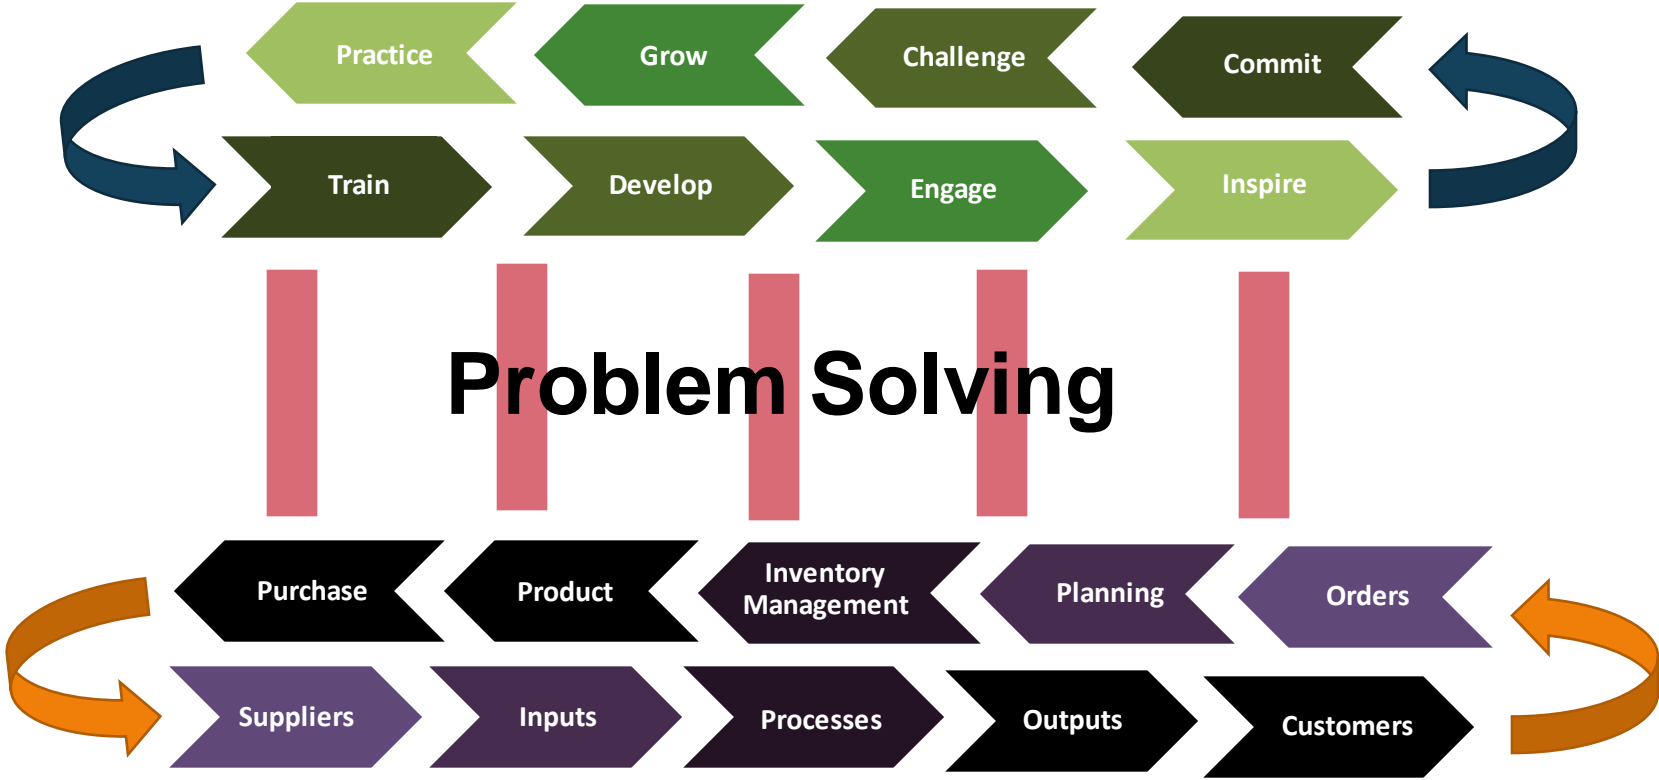 Practice
Grow
Challenge
Commit
Train
Develop
Engage
Inspire
Problem Solving
Purchase
Product
Inventory
Management
Planning
Orders
Suppliers
Inputs
Processes
Outputs
Customers